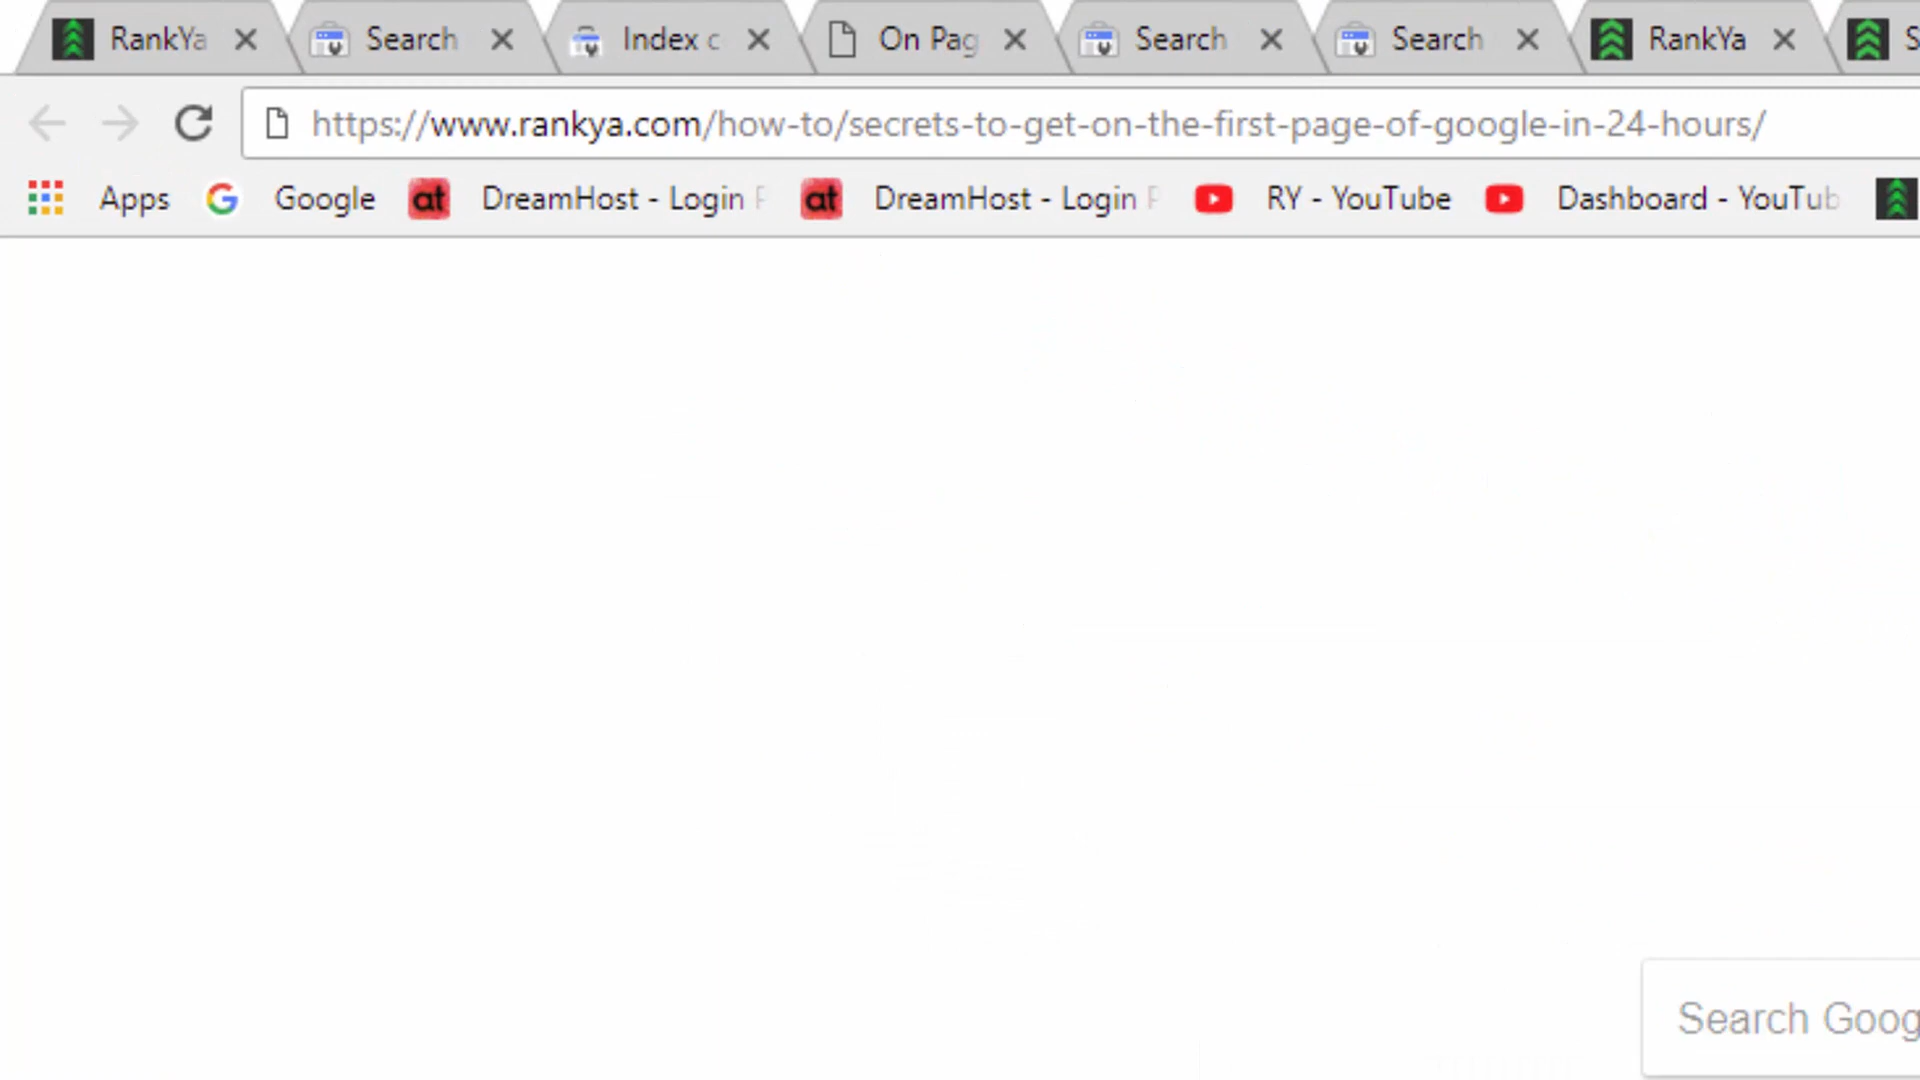 RankYa Search Index c On Pag Search Search RankYa S
https://www.rankya.com/how-to/secrets-to-get-on-the-first-page-of-google-in-24-hours/
Apps Google at DreamHost - Login P at DreamHost - Login P RY - YouTube Dashboard - YouTub
Search Goog